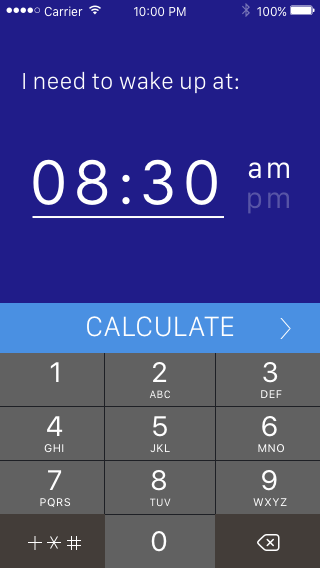 Carrier 10:00 PM 100%
I need to wake up at:
08:30 am
pm
CALCULATE
1 2 3
ABC DEF
4 5 6
GHI JKL MNO
7 8 9
PQRS TUV WXYZ
+*# 0